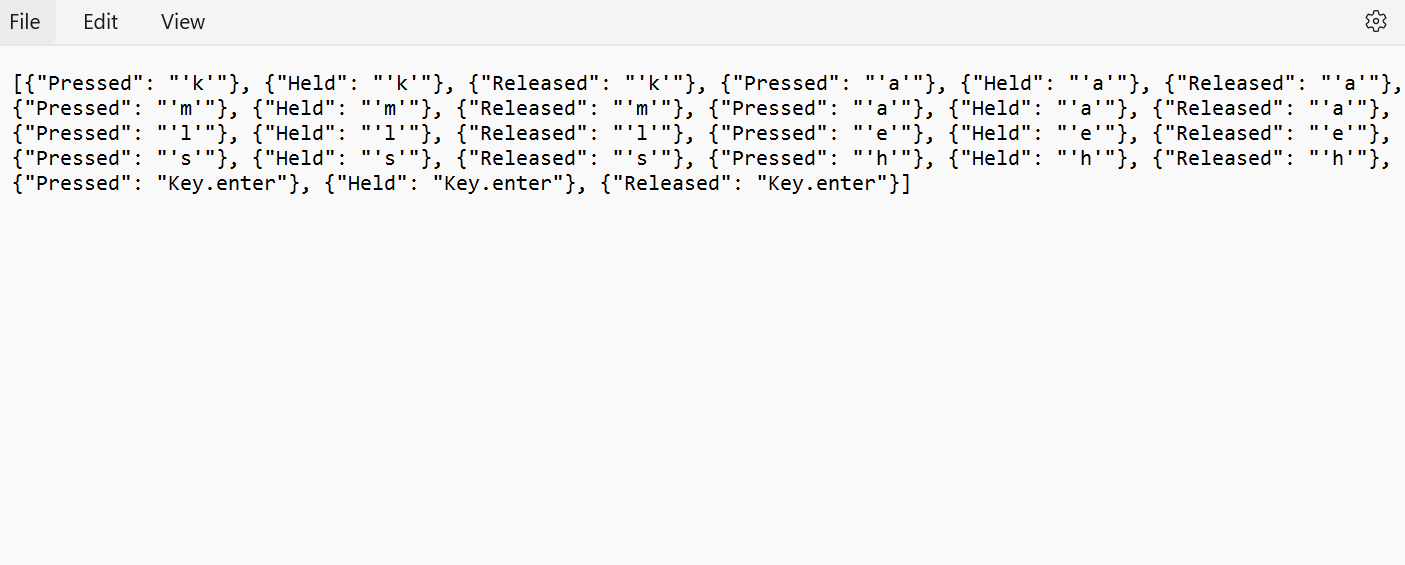 File Edit View
[{"Pressed": "'k'"}, {"Held": "'k'"}, {"Released": "'k'"}, {"Pressed": "'a'"}, {"Held": "'a'"}, {"Released": "'a'"},
{"Pressed": "'m'"}, {"Held": "'m'"}, {"Released": "'m'"}, {"Pressed": "'a'"}, {"Held": "'a'"}, {"Released": "'a'"},
{"Pressed": "'l'"}, {"Held": "'l'"}, {"Released": "'l'"}, {"Pressed": "'e'"}, {"Held": "'e'"}, {"Released": "'e'"},
{"Pressed": "'s'"}, {"Held": "'s'"}, {"Released": "'s'"}, {"Pressed": "'h'"}, {"Held": "'h'"}, {"Released": "'h'"},
{"Pressed": "Key.enter"}, {"Held": "Key.enter"}, {"Released": "Key.enter"}]